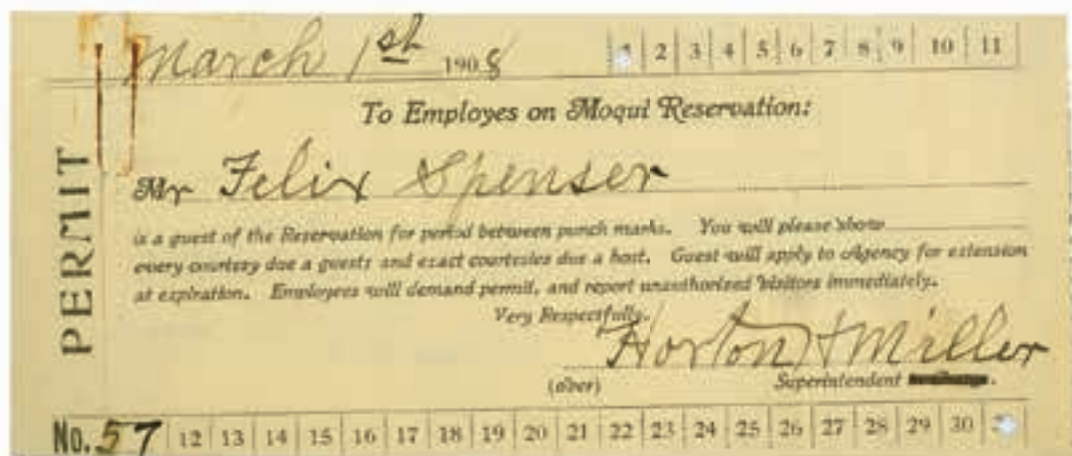 March 1st 1908 2 3 4 5 6 7 8 9 10 11
To Employes on Moqui Reservation:
Mr Felix Spenser
is a guest of the Reservation for period between punch marks. You will please show
every courtesy due a guests and exact courtesies due a host. Guest will apply to Agency for extension
at expiration. Employees will demand permit, and report unauthorized visitors immediately.
Very Respectfully,
Horton H Miller
(over) Superintendent
PERMIT
No. 57 12 13 14 15 16 17 18 19 20 21 22 23 24 25 26 27 28 29 30